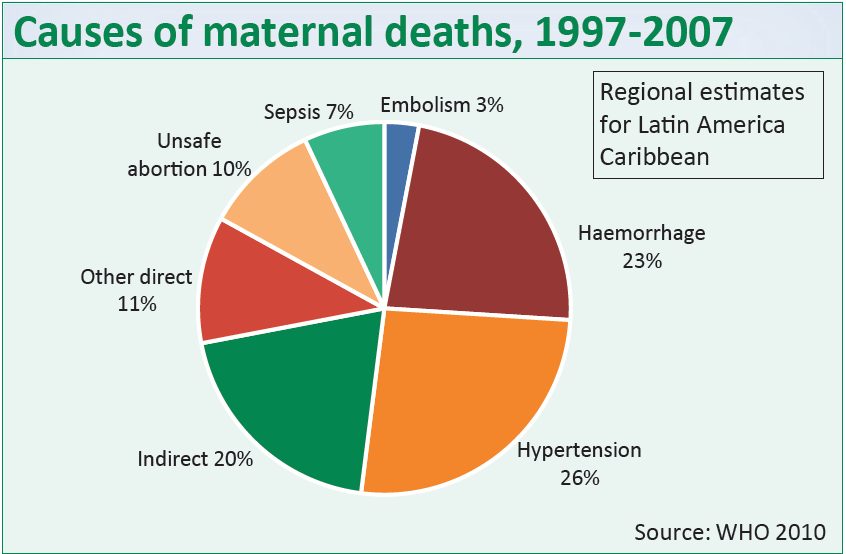 Causes of maternal deaths, 1997-2007
Regional estimates
for Latin America
Caribbean
Embolism 3%
Haemorrhage
23%
Hypertension
26%
Indirect 20%
Other direct
11%
Unsafe
abortion 10%
Sepsis 7%
Source: WHO 2010